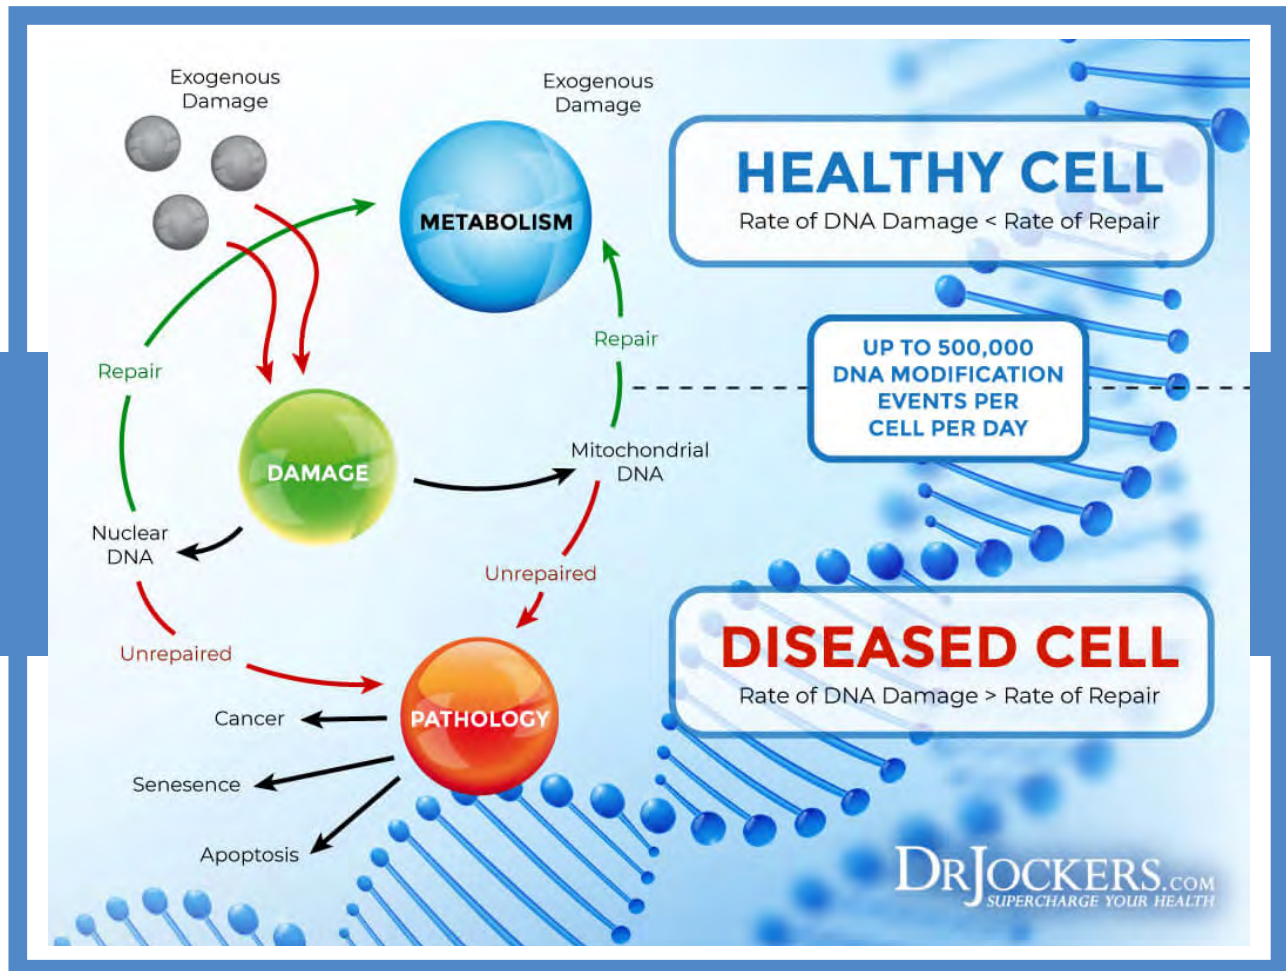 Exogenous
Damage
Exogenous
Damage
METABOLISM
HEALTHY CELL
Rate of DNA Damage < Rate of Repair
Repair
Repair
UP TO 500,000
DNA MODIFICATION
EVENTS PER
CELL PER DAY
DAMAGE
Mitochondrial
DNA
Nuclear
DNA
Unrepaired
Unrepaired
DISEASED CELL
Rate of DNA Damage > Rate of Repair
PATHOLOGY
Cancer
Senesence
Apoptosis
DRJOCKERS.COM
SUPERCHARGE YOUR HEALTH